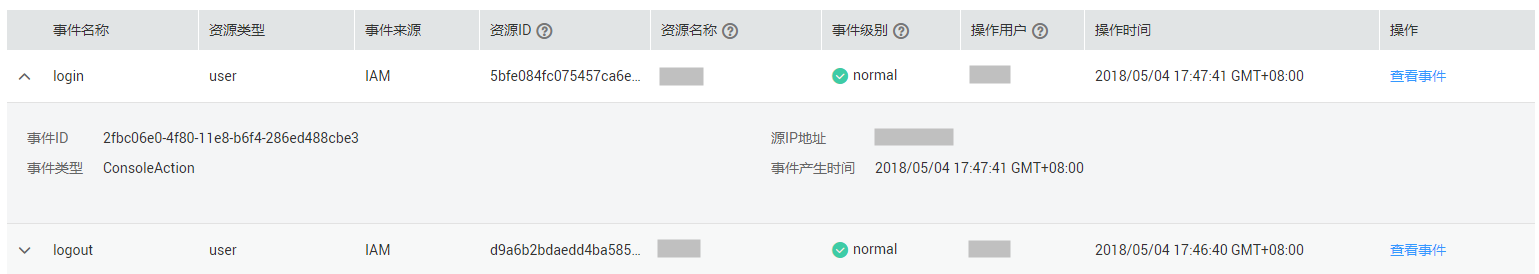 事件名称 资源类型 事件来源 资源ID ? 资源名称 ? 事件级别 ? 操作用户 ? 操作时间 操作
login user IAM 5bfe084fc075457ca6e... normal 2018/05/04 17:47:41 GMT+08:00 查看事件
事件ID 2fbc06e0-4f80-11e8-b6f4-286ed488cbe3 源IP地址
事件类型 ConsoleAction 事件产生时间 2018/05/04 17:47:41 GMT+08:00
logout user IAM d9a6b2bdaedd4ba585... normal 2018/05/04 17:46:40 GMT+08:00 查看事件